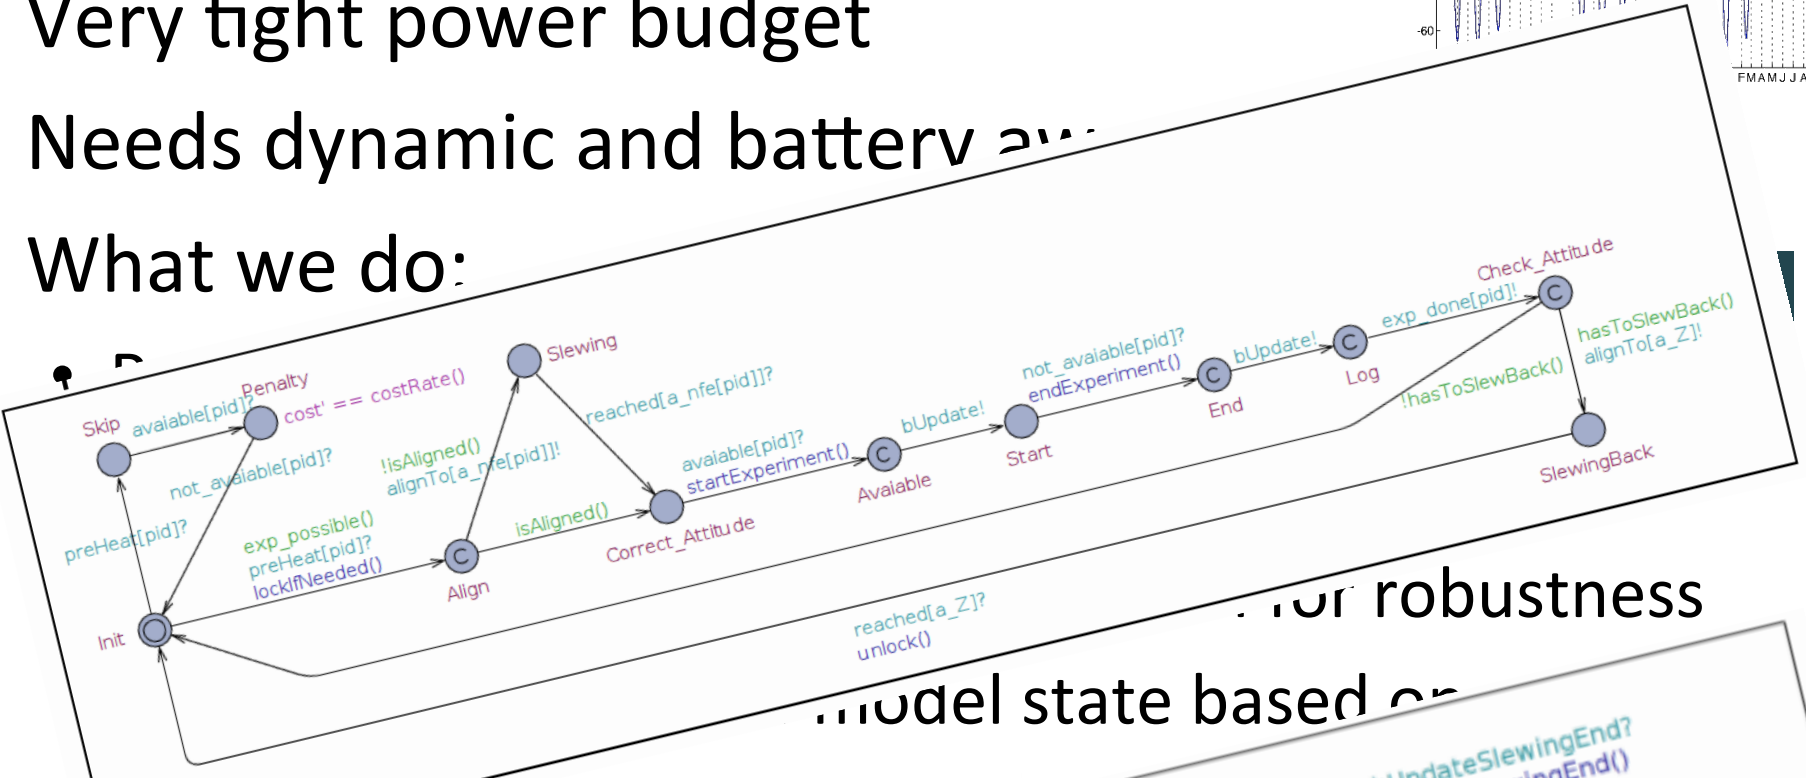 Very tight power budget
-60
F M A M J J A
Needs dynamic and battery
What we do:
Check_Attitude
exp_done[pid]!
hasToSlewBack()
alignTo[a_Z]!
Slewing
not_avaiable[pid]?
endExperiment()
bUpdate!
Log
!hasToSlewBack()
Penalty
cost' == costRate()
reached[a_nfe[pid]]?
Skip
avaiable[pid]?
bUpdate!
End
not_avaiable[pid]?
!isAligned()
alignTo[a_nfe[pid]]!
avaiable[pid]?
startExperiment()
Start
SlewingBack
Avaiable
preHeat[pid]?
exp_possible()
preHeat[pid]?
lockIfNeeded()
isAligned()
Correct_Attitude
Align
Init
reached[a_Z]?
unlock()
for robustness
model state based on
UpdateSlewingEnd?
ngEnd()